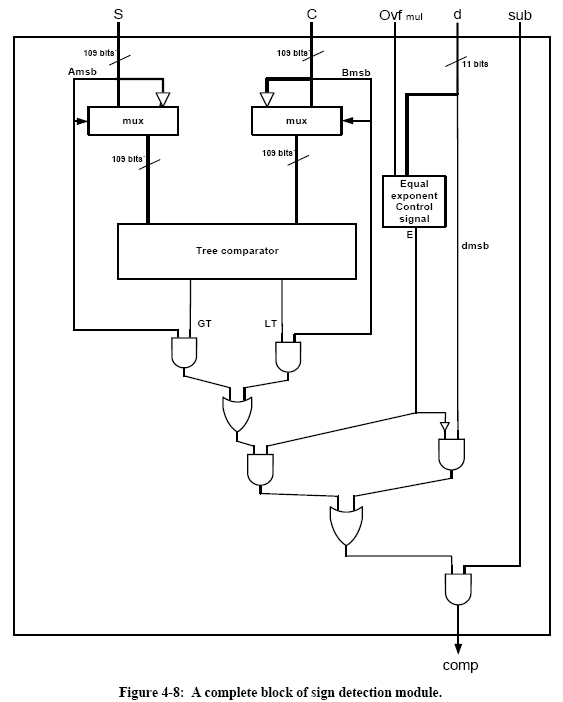 S C Ovf mul d sub
109 bits 109 bits 11 bits
Amsb Bmsb
mux mux
109 bits 109 bits
Equal
exponent
Control
signal
E
dmsb
Tree comparator
GT LT
comp
Figure 4-8: A complete block of sign detection module.